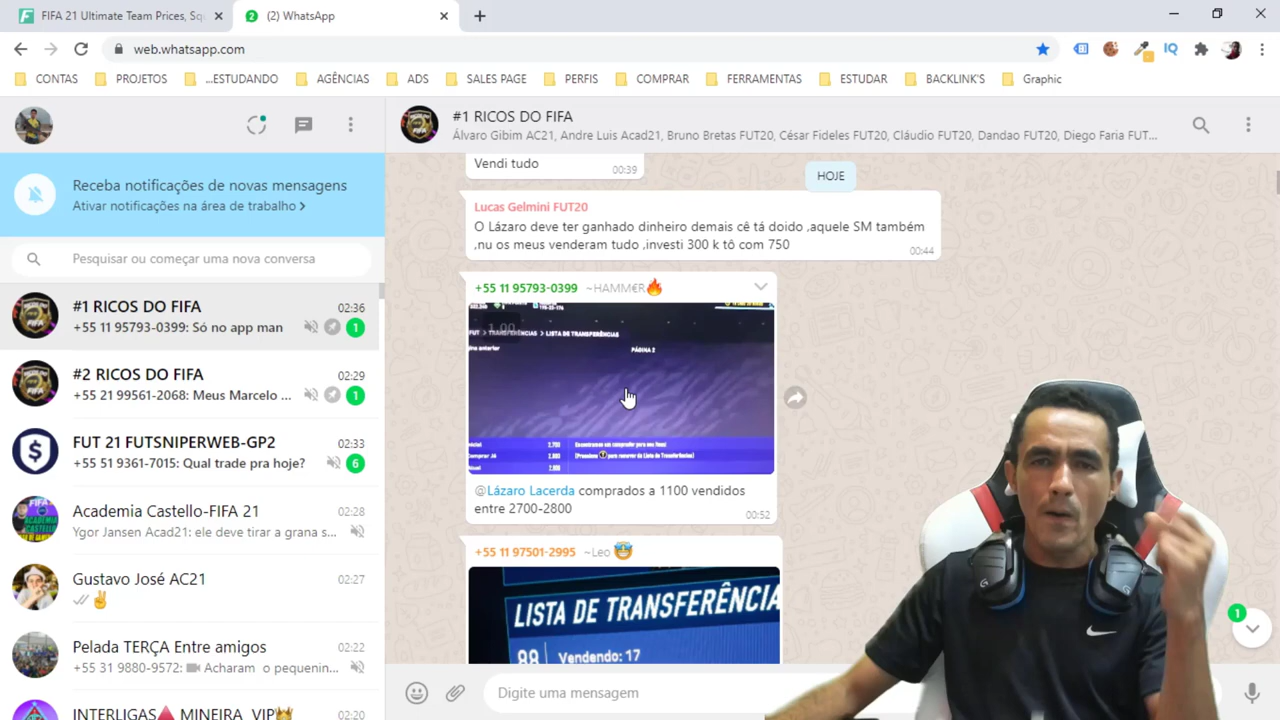 FIFA 21 Ultimate Team Prices, Squ
(2) WhatsApp
web.whatsapp.com
CONTAS
PROJETOS
...ESTUDANDO
AGÊNCIAS
ADS
SALES PAGE
PERFIS
COMPRAR
FERRAMENTAS
ESTUDAR
BACKLINK'S
Graphic
Receba notificações de novas mensagens
Ativar notificações na área de trabalho >
Pesquisar ou começar uma nova conversa
#1 RICOS DO FIFA
02:36
+55 11 95793-0399: Só no app man
1
#2 RICOS DO FIFA
02:29
+55 21 99561-2068: Meus Marcelo ...
1
FUT 21 FUTSNIPERWEB-GP2
02:33
+55 51 9361-7015: Qual trade pra hoje?
6
Academia Castello-FIFA 21
02:28
Ygor Jansen Acad21: ele deve tirar a grana s...
Gustavo José AC21
02:27
Pelada TERÇA Entre amigos
02:22
+55 31 9880-9572: Acharam o pequenin...
INTERLIGAS MINEIRA VIP
02:20
#1 RICOS DO FIFA
Álvaro Gibim AC21, Andre Luis Acad21, Bruno Bretas FUT20, César Fideles FUT20, Cláudio FUT20, Dandao FUT20, Diego Faria FUT...
Vendi tudo
00:39
HOJE
Lucas Gelmini FUT20
O Lázaro deve ter ganhado dinheiro demais cê tá doido ,aquele SM também
,nu os meus venderam tudo ,investi 300 k tô com 750
00:44
+55 11 95793-0399 ~HAMM€R
FUT > TRANSFERÊNCIAS > LISTA DE TRANSFERÊNCIAS
PÁGINA 2
@Lázaro Lacerda comprados a 1100 vendidos
entre 2700-2800
00:52
+55 11 97501-2995 ~Leo
LISTA DE TRANSFERÊNCIA
88
Vendendo: 17
1
Digite uma mensagem